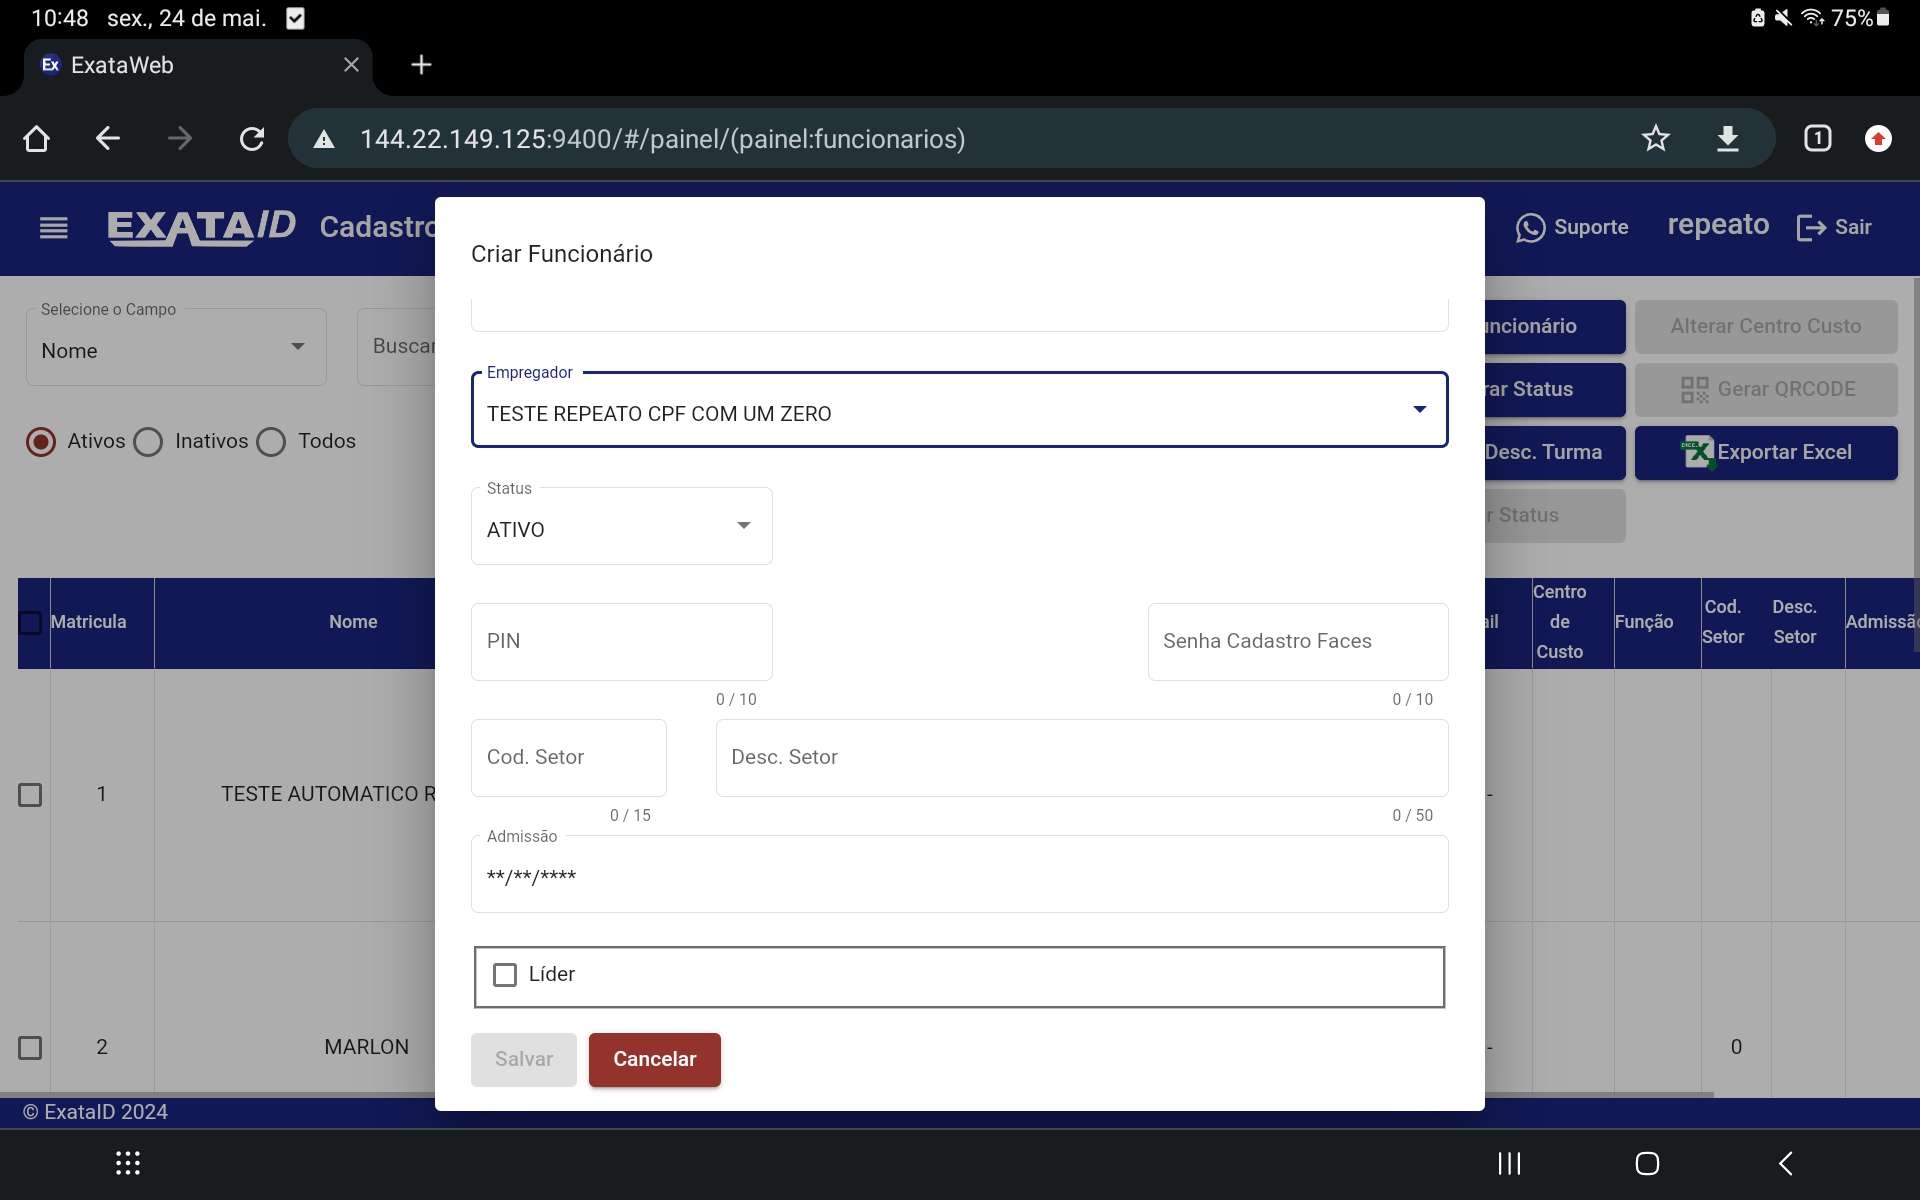 10:48 sex., 24 de mai. 75%
Ex ExataWeb
144.22.149.125:9400/#/painel/(painel:funcionarios) 1
EXATAID Cadastro Suporte repeato Sair
Criar Funcionário
Selecione o Campo
Nome
Buscar
uncionário
Alterar Centro Custo
Empregador
TESTE REPEATO CPF COM UM ZERO
rar Status
Gerar QRCODE
Ativos Inativos Todos
Desc. Turma
Exportar Excel
Status
ATIVO
r Status
PIN
0 / 10
Senha Cadastro Faces
0 / 10
Cod. Setor
0 / 15
Desc. Setor
0 / 50
Admissão
**/**/****
Líder
Salvar Cancelar
Matricula Nome ail Centro de Custo Função Cod. Setor Desc. Setor Admissã
1 TESTE AUTOMATICO R -
2 MARLON - 0
© ExataID 2024